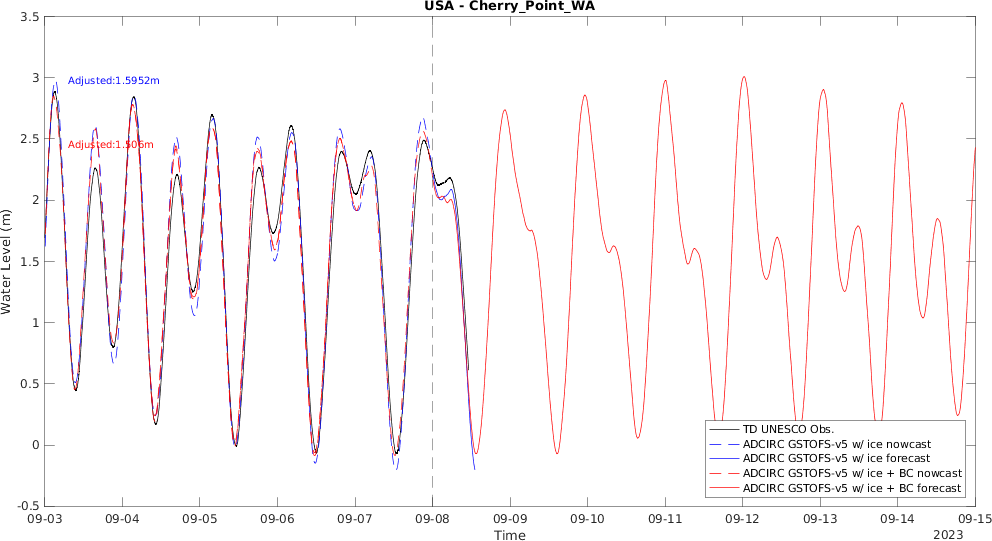 USA - Cherry_Point_WA
3.5
3
2.5
2
1.5
1
0.5
0
-0.5
Water Level (m)
Adjusted:1.5952m
Adjusted:1.506m
TD UNESCO Obs.
ADCIRC GSTOFS-v5 w/ ice nowcast
ADCIRC GSTOFS-v5 w/ ice forecast
ADCIRC GSTOFS-v5 w/ ice + BC nowcast
ADCIRC GSTOFS-v5 w/ ice + BC forecast
09-03 09-04 09-05 09-06 09-07 09-08 09-09 09-10 09-11 09-12 09-13 09-14 09-15
Time
2023